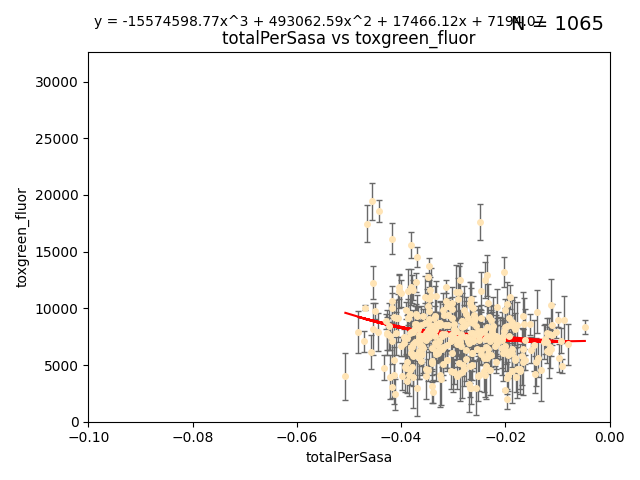 y = -15574598.77x^3 + 493062.59x^2 + 17466.12x +
N = 1065
totalPerSasa vs toxgreen_fluor
30000
25000
20000
15000
10000
5000
0
toxgreen_fluor
−0.10 −0.08 −0.06 −0.04 −0.02 0.00
totalPerSasa